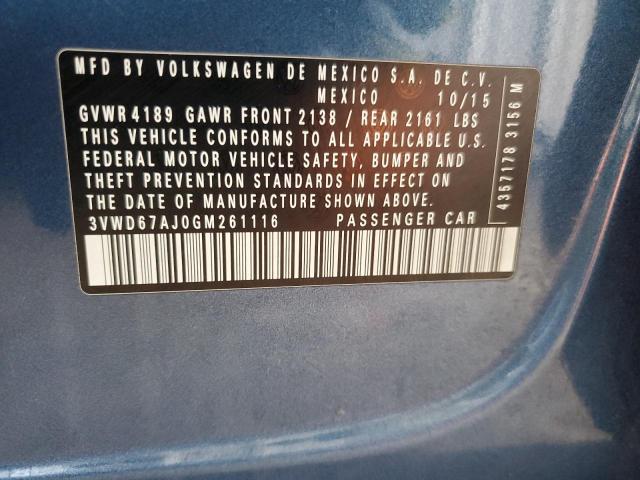 MFD BY VOLKSWAGEN DE MEXICO S.A. DE C.V.
MEXICO 10/15
GVWR 4189 GAWR FRONT 2138 / REAR 2161 LBS
THIS VEHICLE CONFORMS TO ALL APPLICABLE U.S.
FEDERAL MOTOR VEHICLE SAFETY, BUMPER AND
THEFT PREVENTION STANDARDS IN EFFECT ON
THE DATE OF MANUFACTURE SHOWN ABOVE.
3VWD67AJ0GM261116 PASSENGER CAR
4357178 3156 M